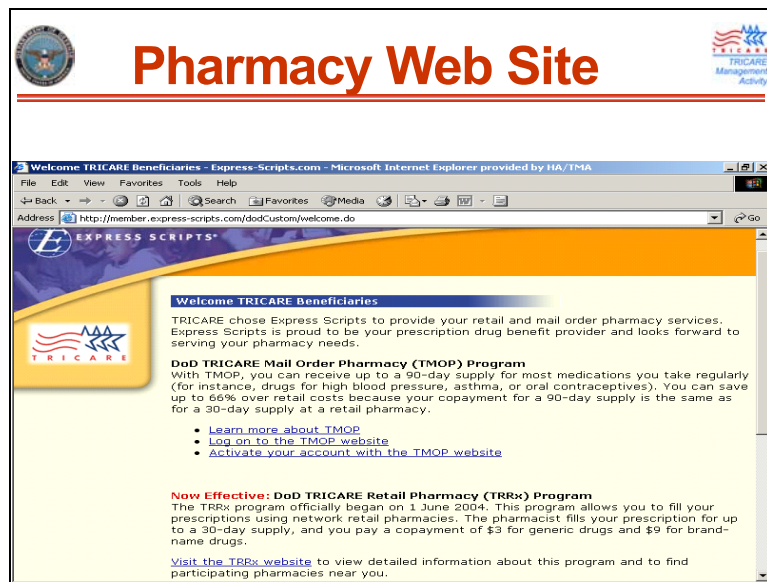 Pharmacy Web Site
TRICARE
Management
Activity
Welcome TRICARE Beneficiaries - Express-Scripts.com - Microsoft Internet Explorer provided by HA/TMA
File Edit View Favorites Tools Help
Back Search Favorites Media
Address http://member.express-scripts.com/dodCustom/welcome.do Go
EXPRESS SCRIPTS
TRICARE
Welcome TRICARE Beneficiaries
TRICARE chose Express Scripts to provide your retail and mail order pharmacy services.
Express Scripts is proud to be your prescription drug benefit provider and looks forward to
serving your pharmacy needs.
DoD TRICARE Mail Order Pharmacy (TMOP) Program
With TMOP, you can receive up to a 90-day supply for most medications you take regularly
(for instance, drugs for high blood pressure, asthma, or oral contraceptives). You can save
up to 66% over retail costs because your copayment for a 90-day supply is the same as
for a 30-day supply at a retail pharmacy.
• Learn more about TMOP
• Log on to the TMOP website
• Activate your account with the TMOP website
Now Effective: DoD TRICARE Retail Pharmacy (TRRx) Program
The TRRx program officially began on 1 June 2004. This program allows you to fill your
prescriptions using network retail pharmacies. The pharmacist fills your prescription for up
to a 30-day supply, and you pay a copayment of $3 for generic drugs and $9 for brand-
name drugs.
Visit the TRRx website to view detailed information about this program and to find
participating pharmacies near you.